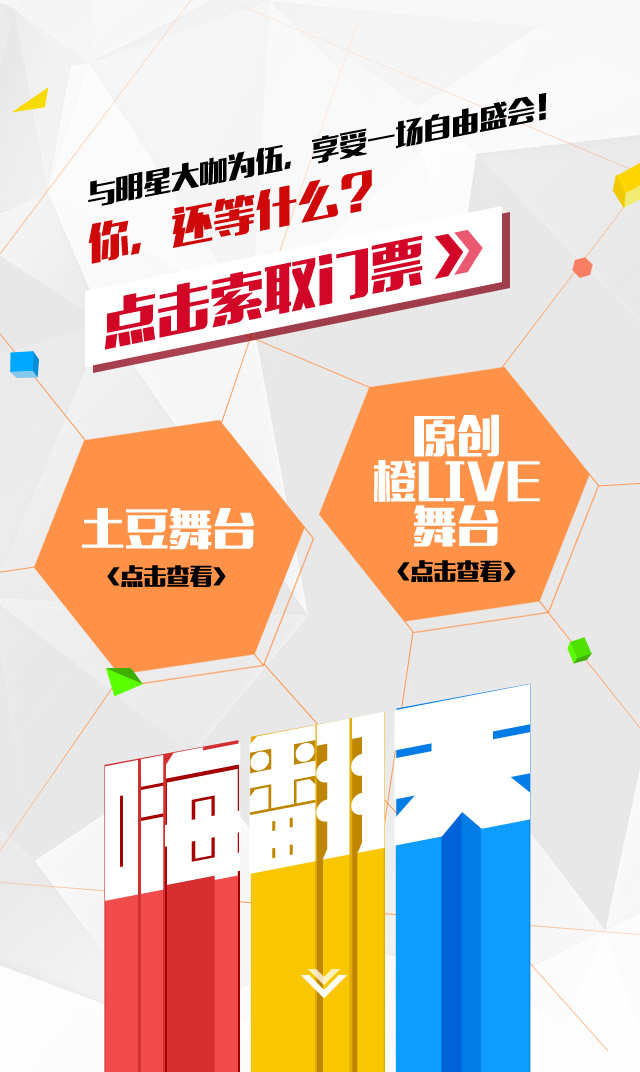 与明星大咖为伍，享受一场自由盛会！
你，还等什么？
点击索取门票
土豆舞台
《点击查看》
原创
橙LIVE
舞台
《点击查看》
嗨翻天